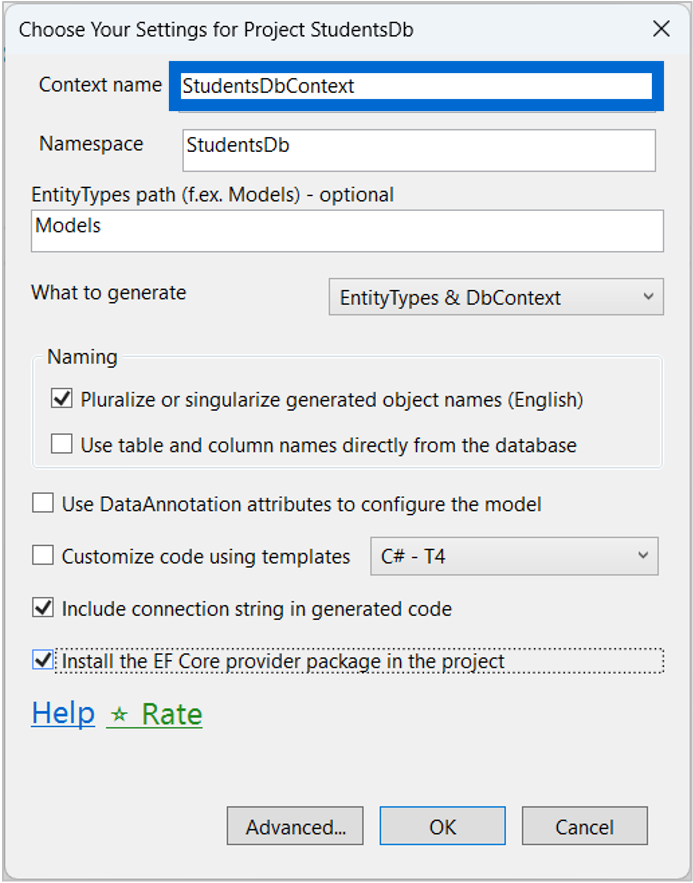 Choose Your Settings for Project StudentsDb
Context name StudentsDbContext
Namespace StudentsDb
EntityTypes path (f.ex. Models) - optional
Models
What to generate EntityTypes & DbContext
Naming
Pluralize or singularize generated object names (English)
Use table and column names directly from the database
Use DataAnnotation attributes to configure the model
Customize code using templates C# - T4
Include connection string in generated code
Install the EF Core provider package in the project
Help ☆ Rate
Advanced... OK Cancel